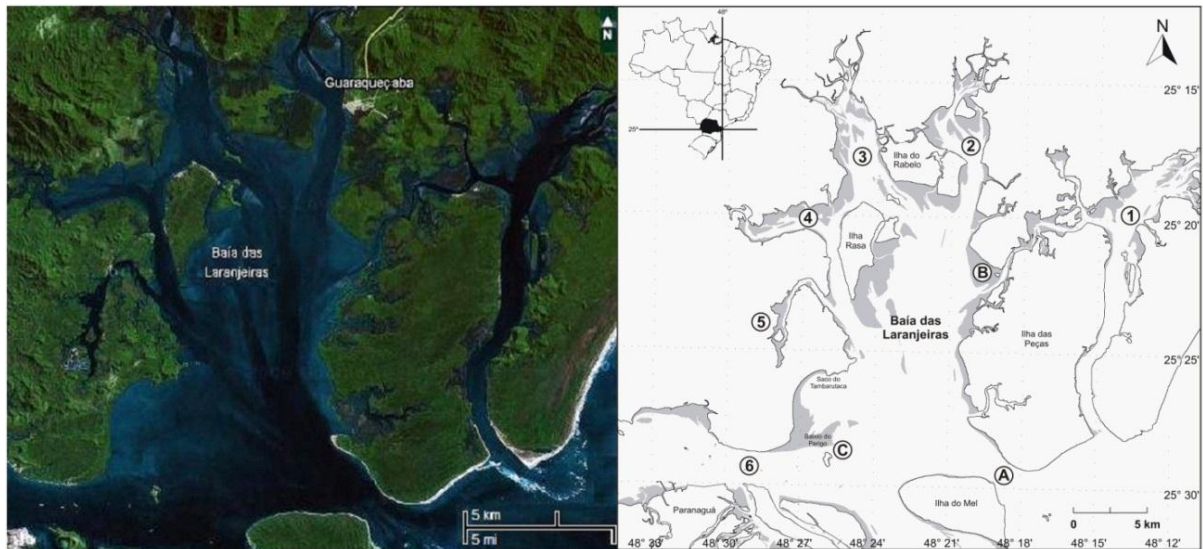 N
Guaraqueçaba
Baía das
Laranjeiras
5 km
5 mi
48°
25°
N
25° 15'
25° 20'
25° 25'
25° 30'
3
2
Ilha do
Rabelo
1
4
Ilha
Rasa
B
5
Baía das
Laranjeiras
Ilha das
Peças
Saco do
Tambarutaca
Baixio do
Perigo
C
6
A
Paranaguá
Ilha do Mel
0 5 km
48° 33' 48° 30' 48° 27' 48° 24' 48° 21' 48° 18' 48° 15' 48° 12'